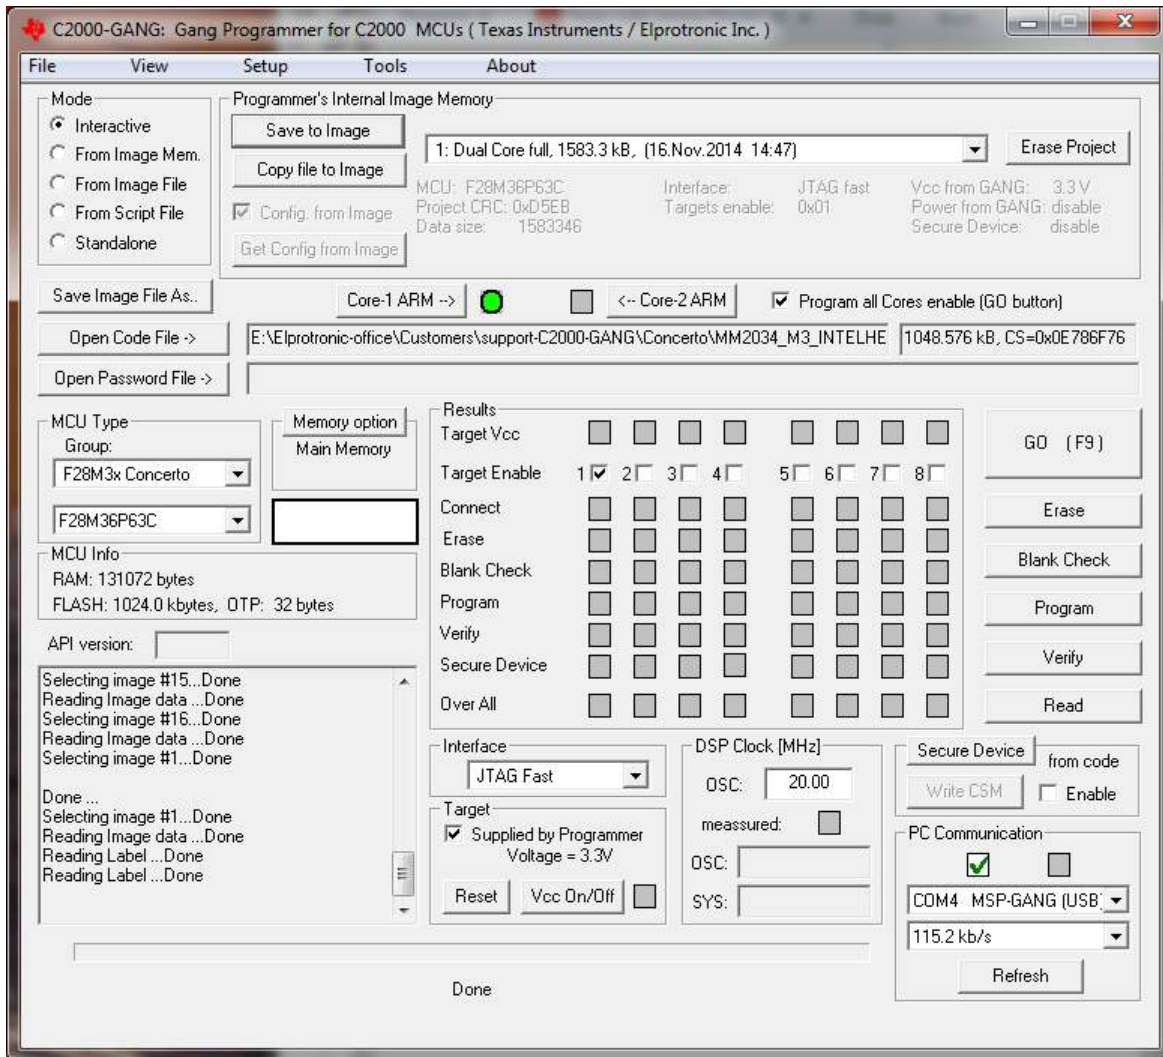 C2000-GANG: Gang Programmer for C2000 MCUs ( Texas Instruments / Elprotronic Inc. )
File View Setup Tools About
Mode
Interactive
From Image Mem.
From Image File
From Script File
Standalone
Programmer's Internal Image Memory
Save to Image
Copy file to Image
Config. from Image
Get Config from Image
1: Dual Core full, 1583.3 kB, (16.Nov.2014 14:47)
Erase Project
MCU: F28M36P63C Interface: JTAG fast Vcc from GANG: 3.3 V
Project CRC: 0xD5EB Targets enable: 0x01 Power from GANG: disable
Data size: 1583346 Secure Device: disable
Save Image File As..
Core-1 ARM -->
<-- Core-2 ARM
Program all Cores enable (GO button)
Open Code File ->
E:\Elprotronic-office\Customers\support-C2000-GANG\Concerto\MM2034_M3_INTELHE
1048.576 kB, CS=0x0E786F76
Open Password File ->
MCU Type
Group:
F28M3x Concerto
F28M36P63C
Memory option
Main Memory
MCU Info
RAM: 131072 bytes
FLASH: 1024.0 kbytes, OTP: 32 bytes
API version:
Selecting image #15...Done
Reading Image data ...Done
Selecting image #16...Done
Reading Image data ...Done
Selecting image #1...Done
Done ...
Selecting image #1...Done
Reading Image data ...Done
Reading Label ...Done
Reading Label ...Done
Results
Target Vcc
Target Enable 1 2 3 4 5 6 7 8
Connect
Erase
Blank Check
Program
Verify
Secure Device
Over All
GO (F9)
Erase
Blank Check
Program
Verify
Read
Interface
JTAG Fast
Target
Supplied by Programmer
Voltage = 3.3V
Reset
Vcc On/Off
DSP Clock [MHz]
OSC: 20.00
meassured:
OSC:
SYS:
Secure Device
from code
Write CSM
Enable
PC Communication
COM4 MSP-GANG (USB)
115.2 kb/s
Refresh
Done